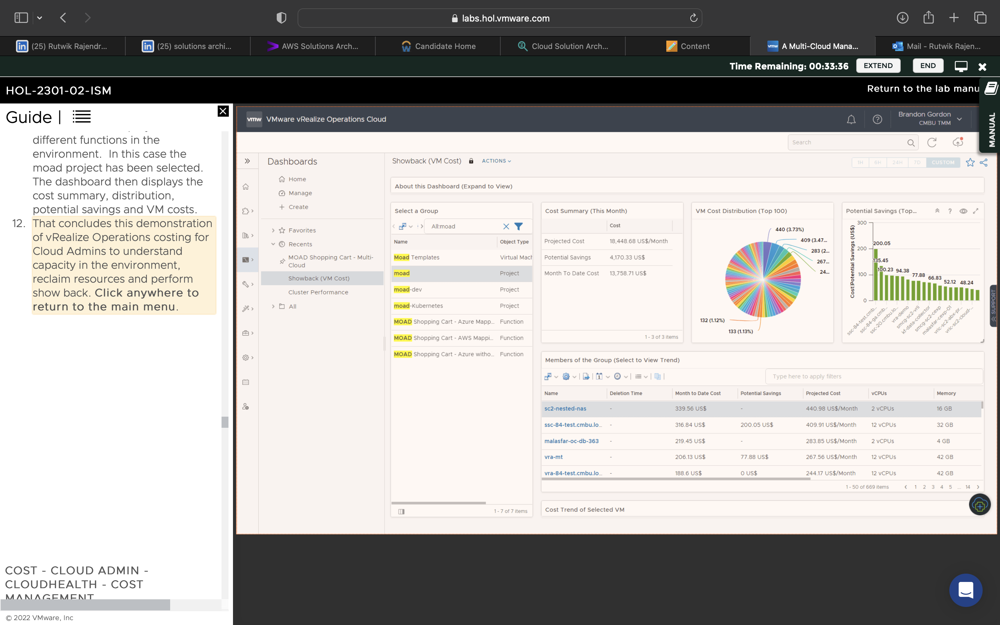 labs.hol.vmware.com
(25) Rutwik Rajendr...
(25) solutions archi...
AWS Solutions Arch...
Candidate Home
Cloud Solution Arch...
Content
vmw A Multi-Cloud Mana...
Mail - Rutwik Rajen...
Time Remaining: 00:33:36
EXTEND
END
HOL-2301-02-ISM
Return to the lab manu
MANUAL
Guide |
different functions in the
environment.  In this case the
moad project has been selected.
The dashboard then displays the
cost summary, distribution,
potential savings and VM costs.
12. That concludes this demonstration
of vRealize Operations costing for
Cloud Admins to understand
capacity in the environment,
reclaim resources and perform
show back. Click anywhere to
return to the main menu.
COST - CLOUD ADMIN -
CLOUDHEALTH - COST
MANAGEMENT
© 2022 VMware, Inc
vmw VMware vRealize Operations Cloud
Brandon Gordon
CMBU TMM
Search
Dashboards
Home
Manage
Create
Favorites
Recents
MOAD Shopping Cart - Multi-
Cloud
Showback (VM Cost)
Cluster Performance
All
Showback (VM Cost)
ACTIONS
1H 6H 24H 7D CUSTOM
About this Dashboard (Expand to View)
Select a Group
All:moad
Name Object Type
Moad Templates Virtual Mach
moad Project
moad-dev Project
moad-Kubernetes Project
MOAD Shopping Cart - Azure Mapp... Function
MOAD Shopping Cart - AWS Mappi... Function
MOAD Shopping Cart - Azure witho... Function
1 - 7 of 7 items
Cost Summary (This Month)
Cost
Projected Cost 18,448.68 US$/Month
Potential Savings 4,170.33 US$
Month To Date Cost 13,758.71 US$
1 - 3 of 3 items
VM Cost Distribution (Top 100)
440 (3.73%)
409 (3.47...
283 (2...
267...
24...
132 (1.12%)
133 (1.13%)
Potential Savings (Top...
Cost|Potential Savings (US$)
300
200
100
0
200.05
135.45
100.23
94.38
77.88
66.83
52.12
48.24
ssc-84-test.cmb...
ssc-84-ga.cmb...
ssc-20.cmbu.lo...
vra-demo
smcg-sc2-vrli
kf-data-collector
smcg-sc2-cexp
malasfar-cexp-01
vric-sc2-abx-pr...
vric-sc2-cloud-...
SUPPORT
Members of the Group (Select to View Trend)
1
Type here to apply filters
Name Deletion Time Month to Date Cost Potential Savings Projected Cost vCPUs Memory
sc2-nested-nas - 339.56 US$ - 440.98 US$/Month 2 vCPUs 16 GB
ssc-84-test.cmbu.lo... - 316.84 US$ 200.05 US$ 409.91 US$/Month 12 vCPUs 32 GB
malasfar-oc-db-363 - 219.45 US$ - 283.85 US$/Month 2 vCPUs 4 GB
vra-mt - 206.13 US$ 77.88 US$ 267.56 US$/Month 12 vCPUs 42 GB
vra-84-test.cmbu.lo... - 188.6 US$ 0 US$ 244.17 US$/Month 12 vCPUs 42 GB
1 - 50 of 669 items 1 2 3 4 5 ... 14
Cost Trend of Selected VM